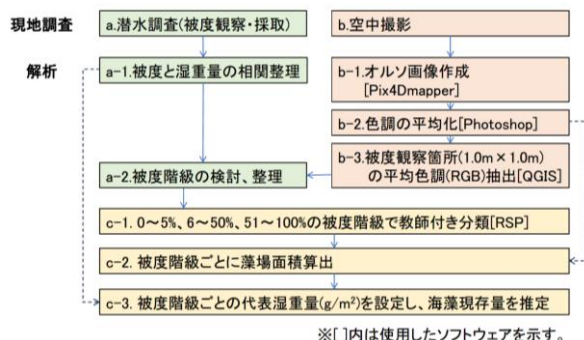 現地調査
a.潜水調査(被度観察・採取)
b.空中撮影
解析
a-1.被度と湿重量の相関整理
b-1.オルソ画像作成
[Pix4Dmapper]
b-2.色調の平均化[Photoshop]
b-3.被度観察箇所(1.0m×1.0m)
の平均色調(RGB)抽出[QGIS]
a-2.被度階級の検討、整理
c-1. 0～5%、6～50%、51～100%の被度階級で教師付き分類[RSP]
c-2. 被度階級ごとに藻場面積算出
c-3. 被度階級ごとの代表湿重量(g/m²)を設定し、海藻現存量を推定
※[ ]内は使用したソフトウェアを示す。